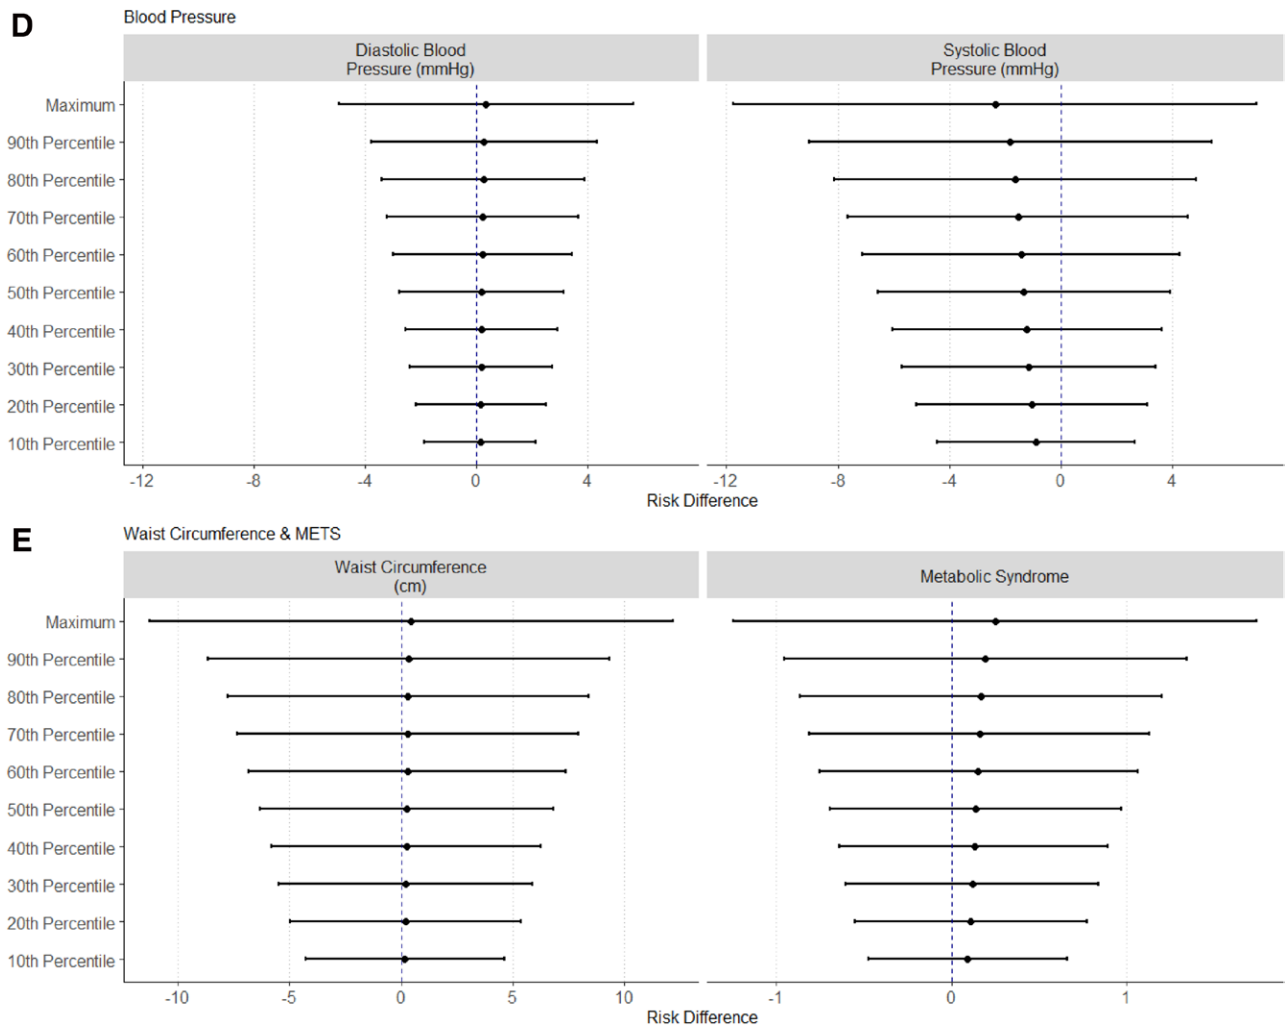 D
Blood Pressure
Diastolic Blood
Pressure (mmHg)
Systolic Blood
Pressure (mmHg)
Maximum
90th Percentile
80th Percentile
70th Percentile
60th Percentile
50th Percentile
40th Percentile
30th Percentile
20th Percentile
10th Percentile
-12 -8 -4 0 4
-12 -8 -4 0 4
Risk Difference
E
Waist Circumference & METS
Waist Circumference
(cm)
Metabolic Syndrome
Maximum
90th Percentile
80th Percentile
70th Percentile
60th Percentile
50th Percentile
40th Percentile
30th Percentile
20th Percentile
10th Percentile
-10 -5 0 5 10
-1 0 1
Risk Difference